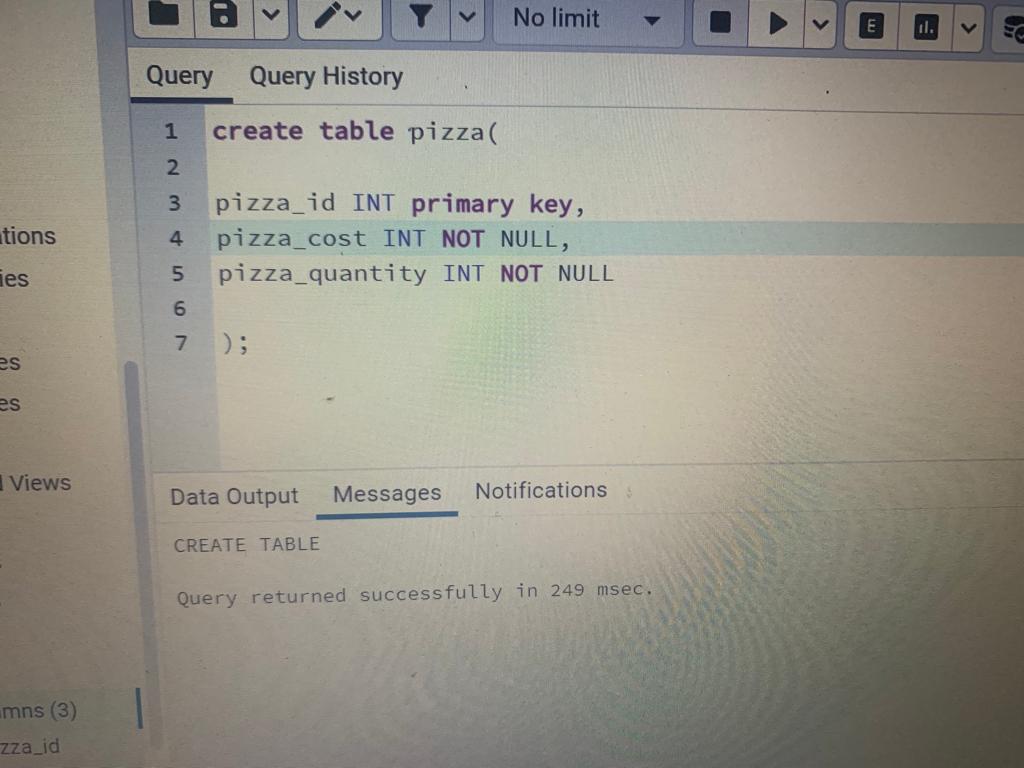 No limit
E
Query Query History
1 create table pizza(
2
3 pizza_id INT primary key,
4 pizza_cost INT NOT NULL,
5 pizza_quantity INT NOT NULL
6
7 );
tions
ies
es
es
Views
Data Output Messages Notifications
CREATE TABLE
Query returned successfully in 249 msec.
mns (3)
zza_id